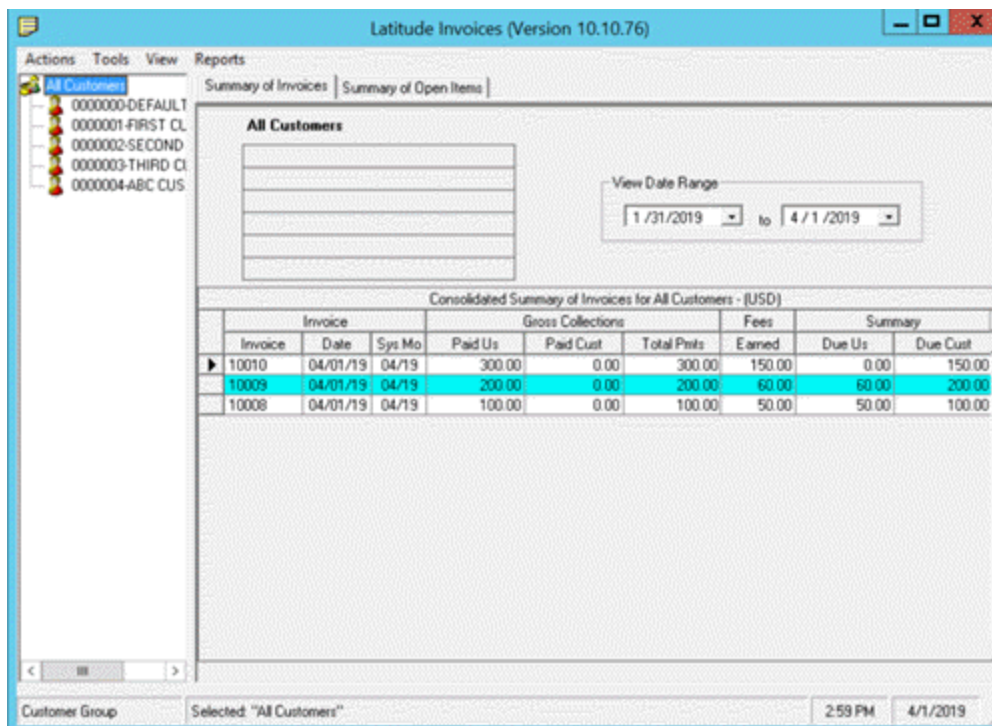 Latitude Invoices (Version 10.10.76)
Actions Tools View Reports
All Customers
0000000-DEFAULT
0000001-FIRST CL
0000002-SECOND
0000003-THIRD CU
0000004-ABC CUS
Summary of Invoices Summary of Open Items
All Customers
View Date Range
1/31/2019 to 4/1/2019
Consolidated Summary of Invoices for All Customers - (USD)
Invoice Gross Collections Fees Summary
Invoice Date Sys Mo Paid Us Paid Cust Total Pmts Earned Due Us Due Cust
10010 04/01/19 04/19 300.00 0.00 300.00 150.00 0.00 150.00
10009 04/01/19 04/19 200.00 0.00 200.00 60.00 60.00 200.00
10008 04/01/19 04/19 100.00 0.00 100.00 50.00 50.00 100.00
Customer Group Selected: "All Customers" 2:59 PM 4/1/2019